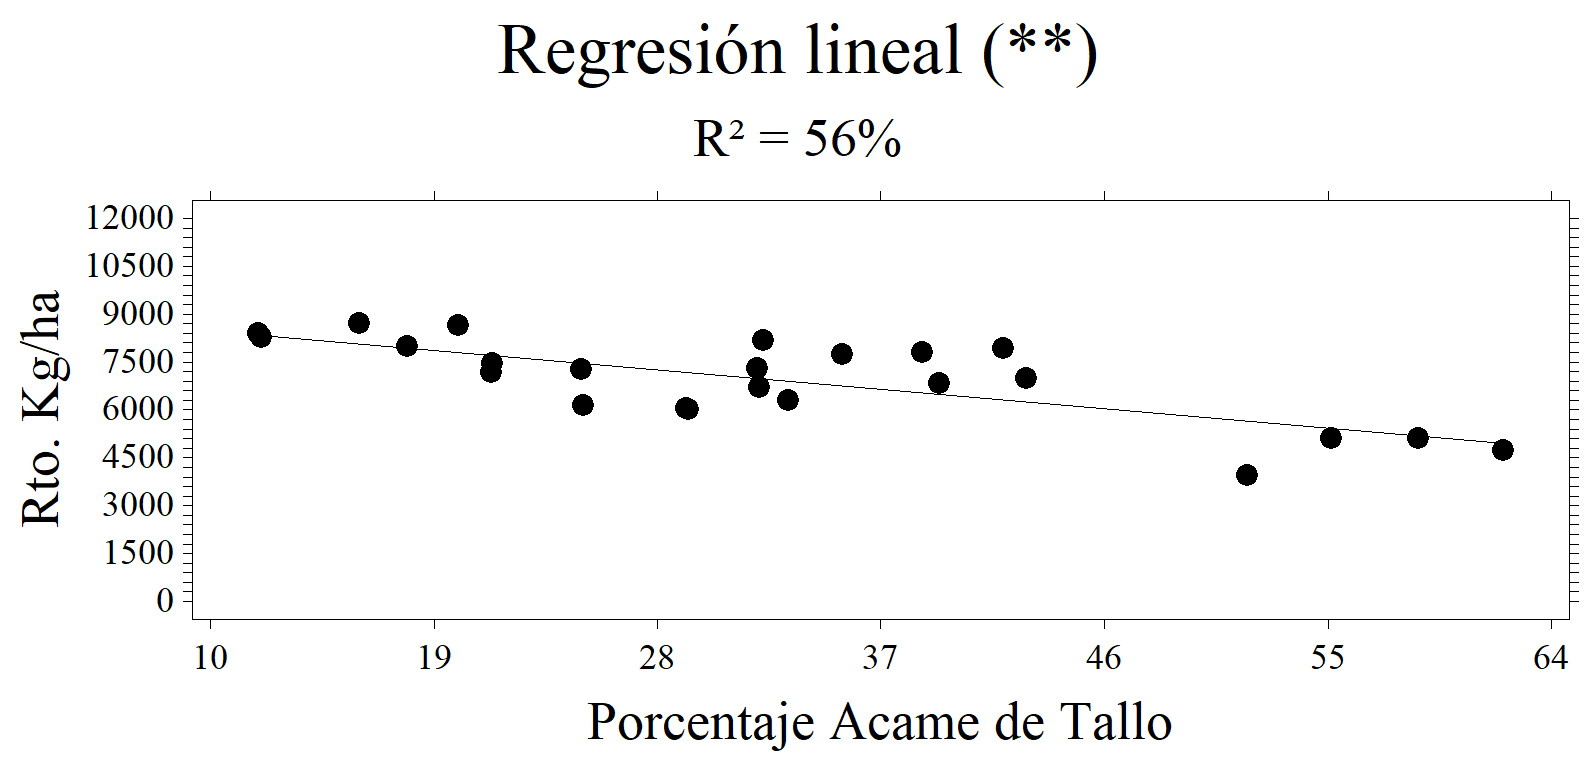 Regresión lineal (**)
R² = 56%
12000
10500
9000
7500
6000
4500
3000
1500
0
Rto. Kg/ha
10 19 28 37 46 55 64
Porcentaje Acame de Tallo